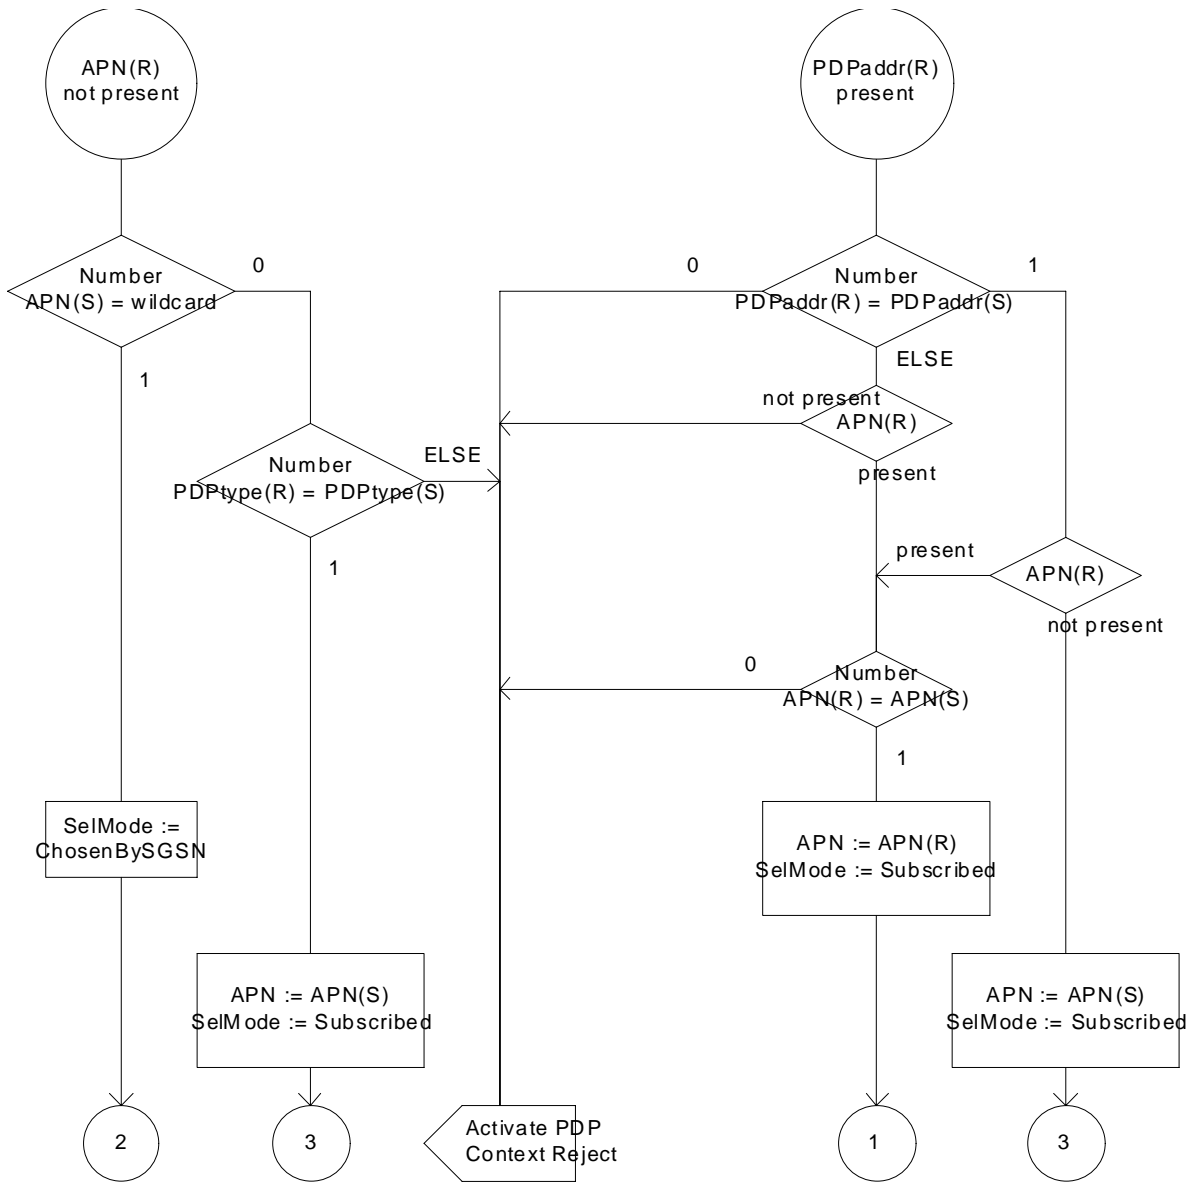 APN(R)
not present
PDPaddr(R)
present
0
0
1
Number
APN(S) = wildcard
Number
PDPaddr(R) = PDPaddr(S)
ELSE
1
not present
APN(R)
ELSE
Number
PDPtype(R) = PDPtype(S)
present
present
1
APN(R)
not present
0
Number
APN(R) = APN(S)
1
SelMode :=
ChosenBySGSN
APN := APN(R)
SelMode := Subscribed
APN := APN(S)
SelMode := Subscribed
APN := APN(S)
SelMode := Subscribed
2
3
Activate PDP
Context Reject
1
3